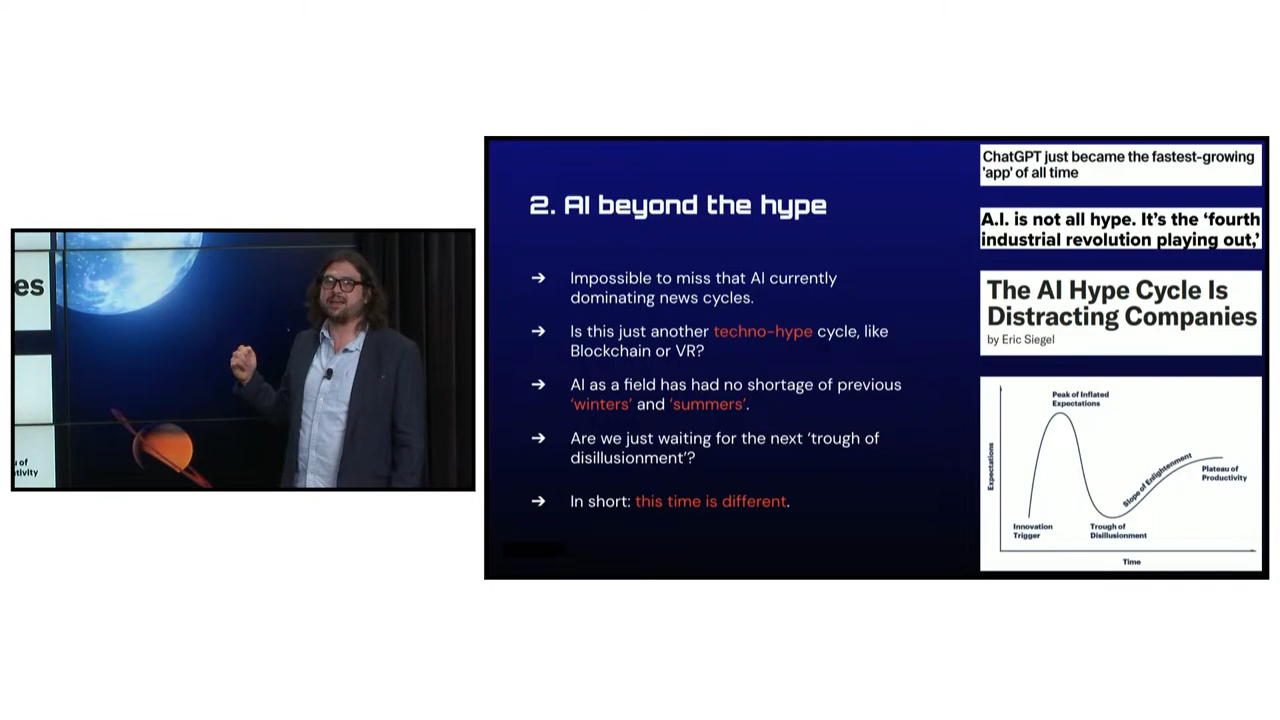 es
u of
tivity
2. AI beyond the hype
➔ Impossible to miss that AI currently
dominating news cycles.
➔ Is this just another techno-hype cycle, like
Blockchain or VR?
➔ AI as a field has had no shortage of previous
‘winters’ and ‘summers’.
➔ Are we just waiting for the next ‘trough of
disillusionment’?
➔ In short: this time is different.
ChatGPT just became the fastest-growing
'app' of all time
A.I. is not all hype. It’s the ‘fourth
industrial revolution playing out,’
The AI Hype Cycle Is
Distracting Companies
by Eric Siegel
Peak of Inflated
Expectations
Expectations
Slope of Enlightenment
Plateau of
Productivity
Innovation
Trigger
Trough of
Disillusionment
Time